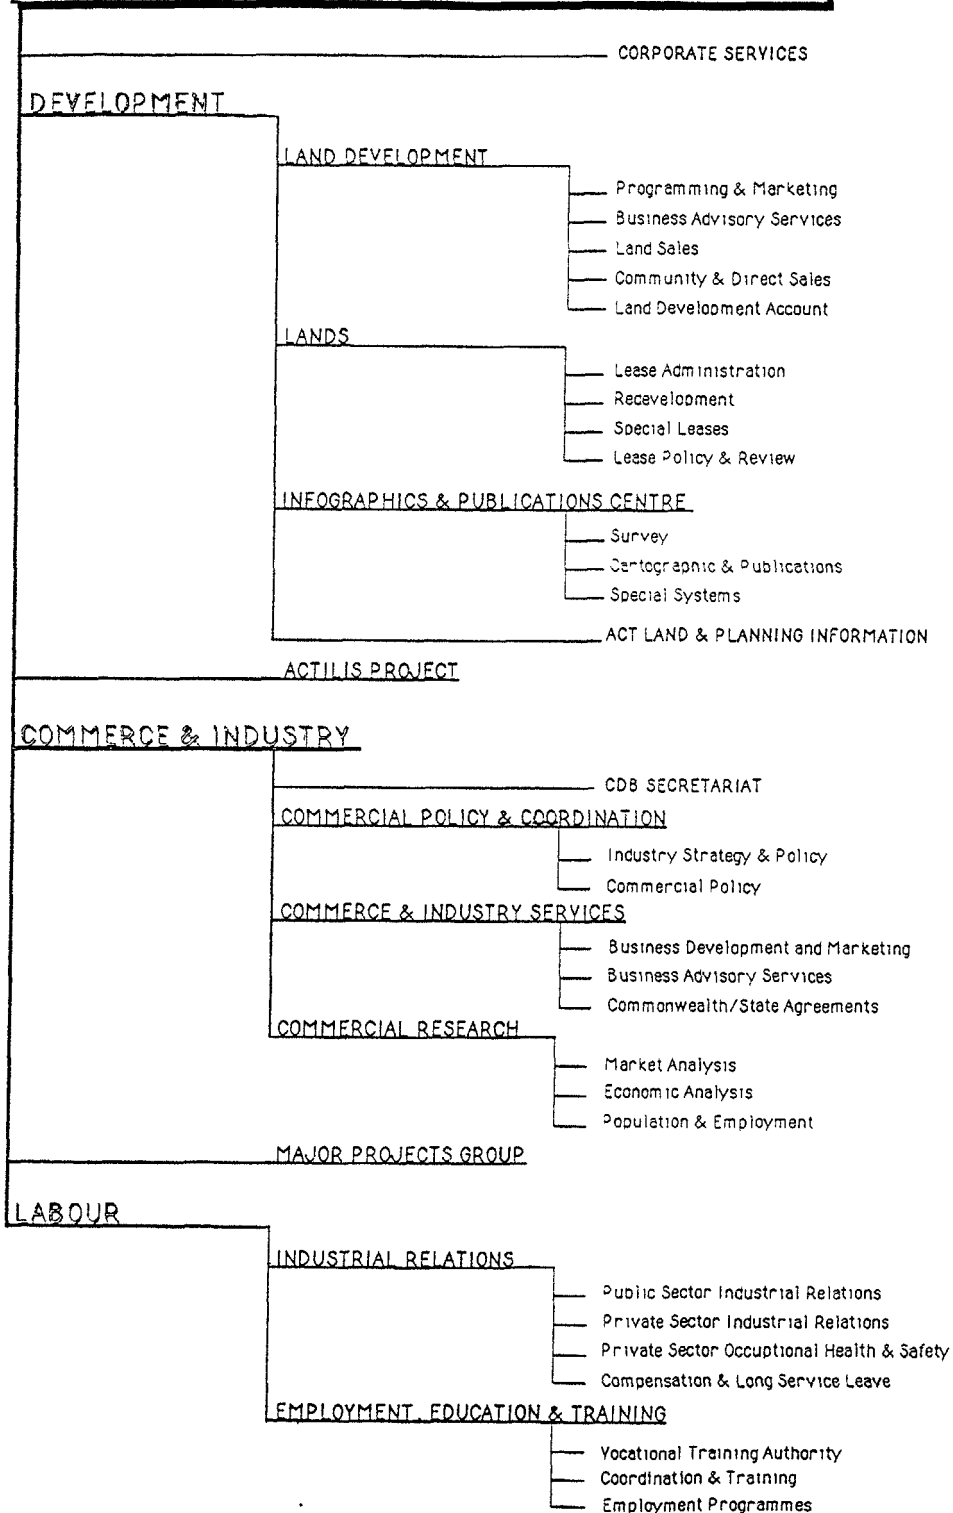 CORPORATE SERVICES
DEVELOPMENT
LAND DEVELOPMENT
Programming & Marketing
Business Advisory Services
Land Sales
Community & Direct Sales
Land Development Account
LANDS
Lease Administration
Recevelopment
Special Leases
Lease Policy & Review
INFOGRAPHICS & PUBLICATIONS CENTRE
Survey
Cartographic & Publications
Special Systems
ACT LAND & PLANNING INFORMATION
ACTILIS PROJECT
COMMERCE & INDUSTRY
CDB SECRETARIAT
COMMERCIAL POLICY & COORDINATION
Industry Strategy & Policy
Commercial Policy
COMMERCE & INDUSTRY SERVICES
Business Development and Marketing
Business Advisory Services
Commonwealth/State Agreements
COMMERCIAL RESEARCH
Market Analysis
Economic Analysis
Population & Employment
MAJOR PROJECTS GROUP
LABOUR
INDUSTRIAL RELATIONS
Public Sector Industrial Relations
Private Sector Industrial Relations
Private Sector Occuptional Health & Safety
Compensation & Long Service Leave
EMPLOYMENT, EDUCATION & TRAINING
Vocational Training Authority
Coordination & Training
Employment Programmes